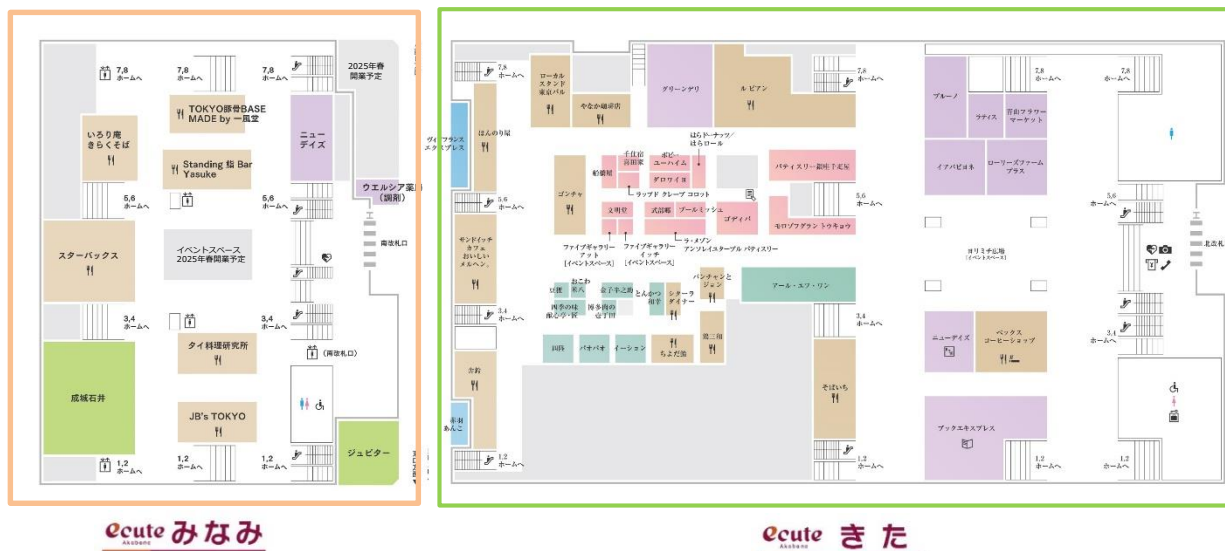 7,8
ホームへ
7,8
ホームへ
7,8
ホームへ
2025年春
開業予定
TOKYO豚骨BASE
MADE by 一風堂
いろり庵
きらくそば
ニュー
デイズ
Standing 鮨 Bar
Yasuke
ウエルシア薬局
(調剤)
5,6
ホームへ
5,6
ホームへ
南改札口
スターバックス
イベントスペース
2025年春開業予定
3,4
ホームへ
3,4
ホームへ
タイ料理研究所
(南改札口)
成城石井
JB's TOKYO
ジュピター
1,2
ホームへ
1,2
ホームへ
1,2
ホームへ
ecute みなみ
Akabane
7,8
ホームへ
ローカル
スタンド
東京バル
やなか珈琲店
グリーンデリ
ル ビアン
7,8
ホームへ
ブルーノ
ラティス
青山フラワー
マーケット
7,8
ホームへ
7,8
ホームへ
ヴィ・フランス
エクスプレス
ほんのり屋
はらドーナッツ/
はらロール
千住宿
喜田家
船橋屋
ユーハイム
ダロワイヨ
パティスリー銀座千疋屋
イアパピヨネ
ローリーズファーム
プラス
ラップド クレープ コロット
ゴンチャ
5,6
ホームへ
5,6
ホームへ
5,6
ホームへ
文明堂
ブールミッシュ
ゴディバ
モロゾフグラン トウキョウ
北改札口
サンドイッチ
カフェ
おいしい
メルヘン。
ファイブギャラリー
アット
[イベントスペース]
ファイブギャラリー
イッチ
[イベントスペース]
ラ・メゾン
アンソレイユターブル パティスリー
ヨリミチ広場
[イベントスペース]
豆狸
おこわ
米八
金子半之助
とんかつ
和幸
シターラ
ダイナー
パンチャンと
ジョン
アール・エフ・ワン
博多肉の
壱丁田
3,4
ホームへ
3,4
ホームへ
3,4
ホームへ
パオパオ
イーション
ちよだ鮨
ニューデイズ
ベックス
コーヒーショップ
赤羽
あんこ
そばいち
ブックエキスプレス
1,2
ホームへ
1,2
ホームへ
1,2
ホームへ
1,2
ホームへ
ecute きた
Akabane